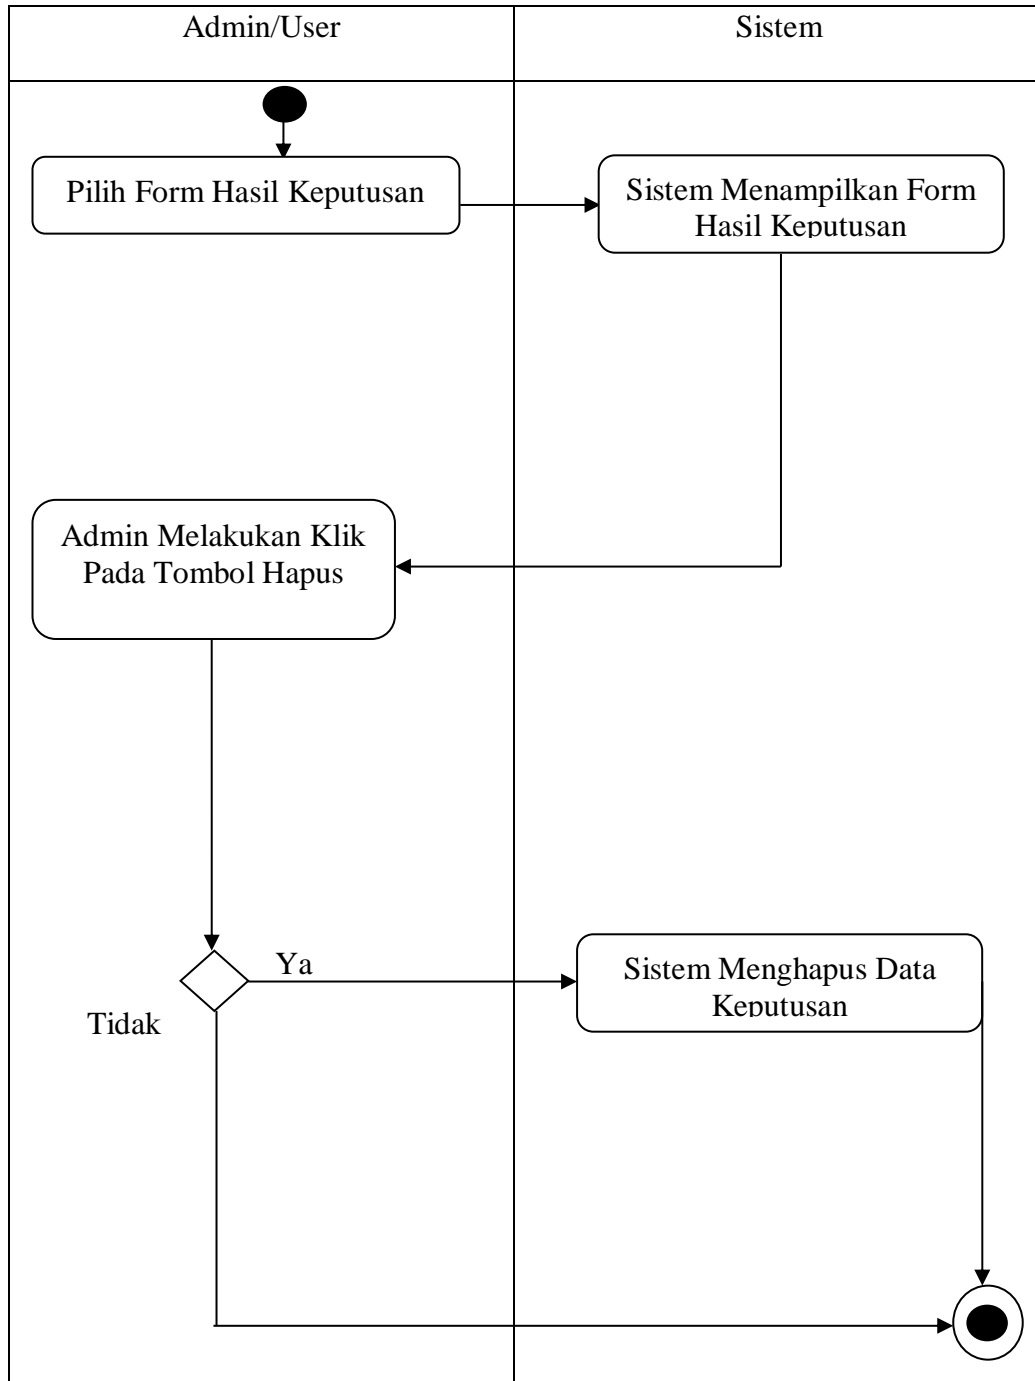 Admin/User
Sistem
Pilih Form Hasil Keputusan
Sistem Menampilkan Form
Hasil Keputusan
Admin Melakukan Klik
Pada Tombol Hapus
Ya
Sistem Menghapus Data
Keputusan
Tidak